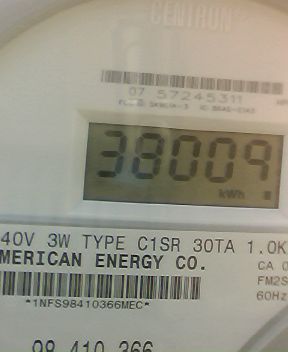 CENTRON
07 57245311
38009
kWh
40V 3W TYPE C1SR 30TA 1.0K
MERICAN ENERGY CO.
CA 0
FM2S
*1NFS98410366MEC*
60Hz
98 410 366